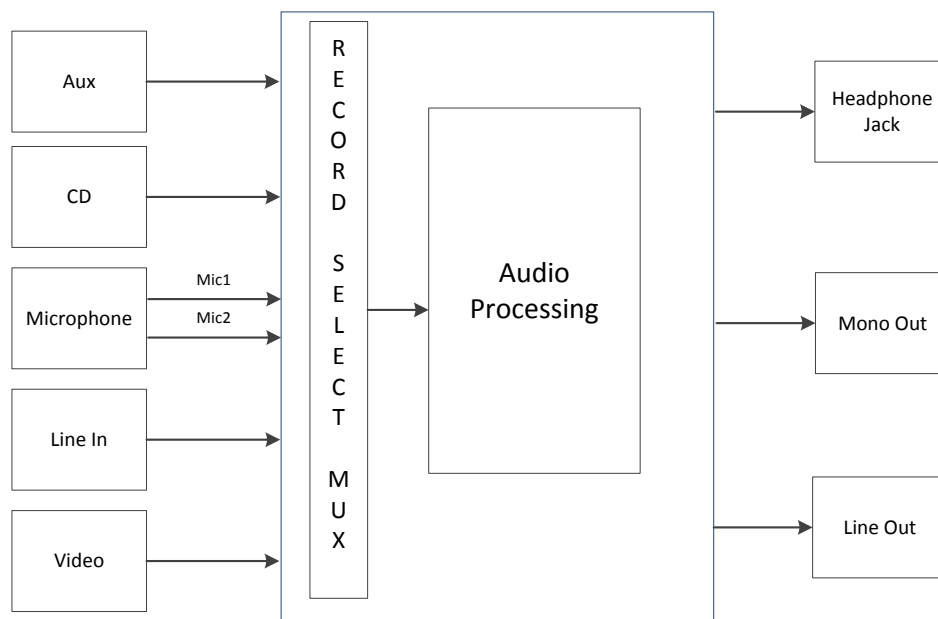 Aux
CD
Microphone
Mic1
Mic2
Line In
Video
RECORD SELECT MUX
Audio
Processing
Headphone
Jack
Mono Out
Line Out